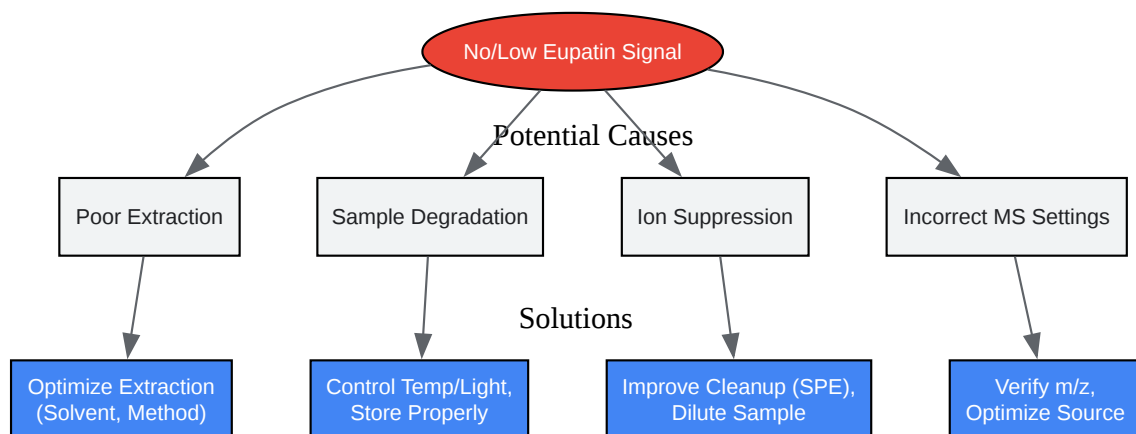 No/Low Eupatin Signal
Potential Causes
Poor Extraction
Sample Degradation
Ion Suppression
Incorrect MS Settings
Solutions
Optimize Extraction
(Solvent, Method)
Control Temp/Light,
Store Properly
Improve Cleanup (SPE),
Dilute Sample
Verify m/z,
Optimize Source